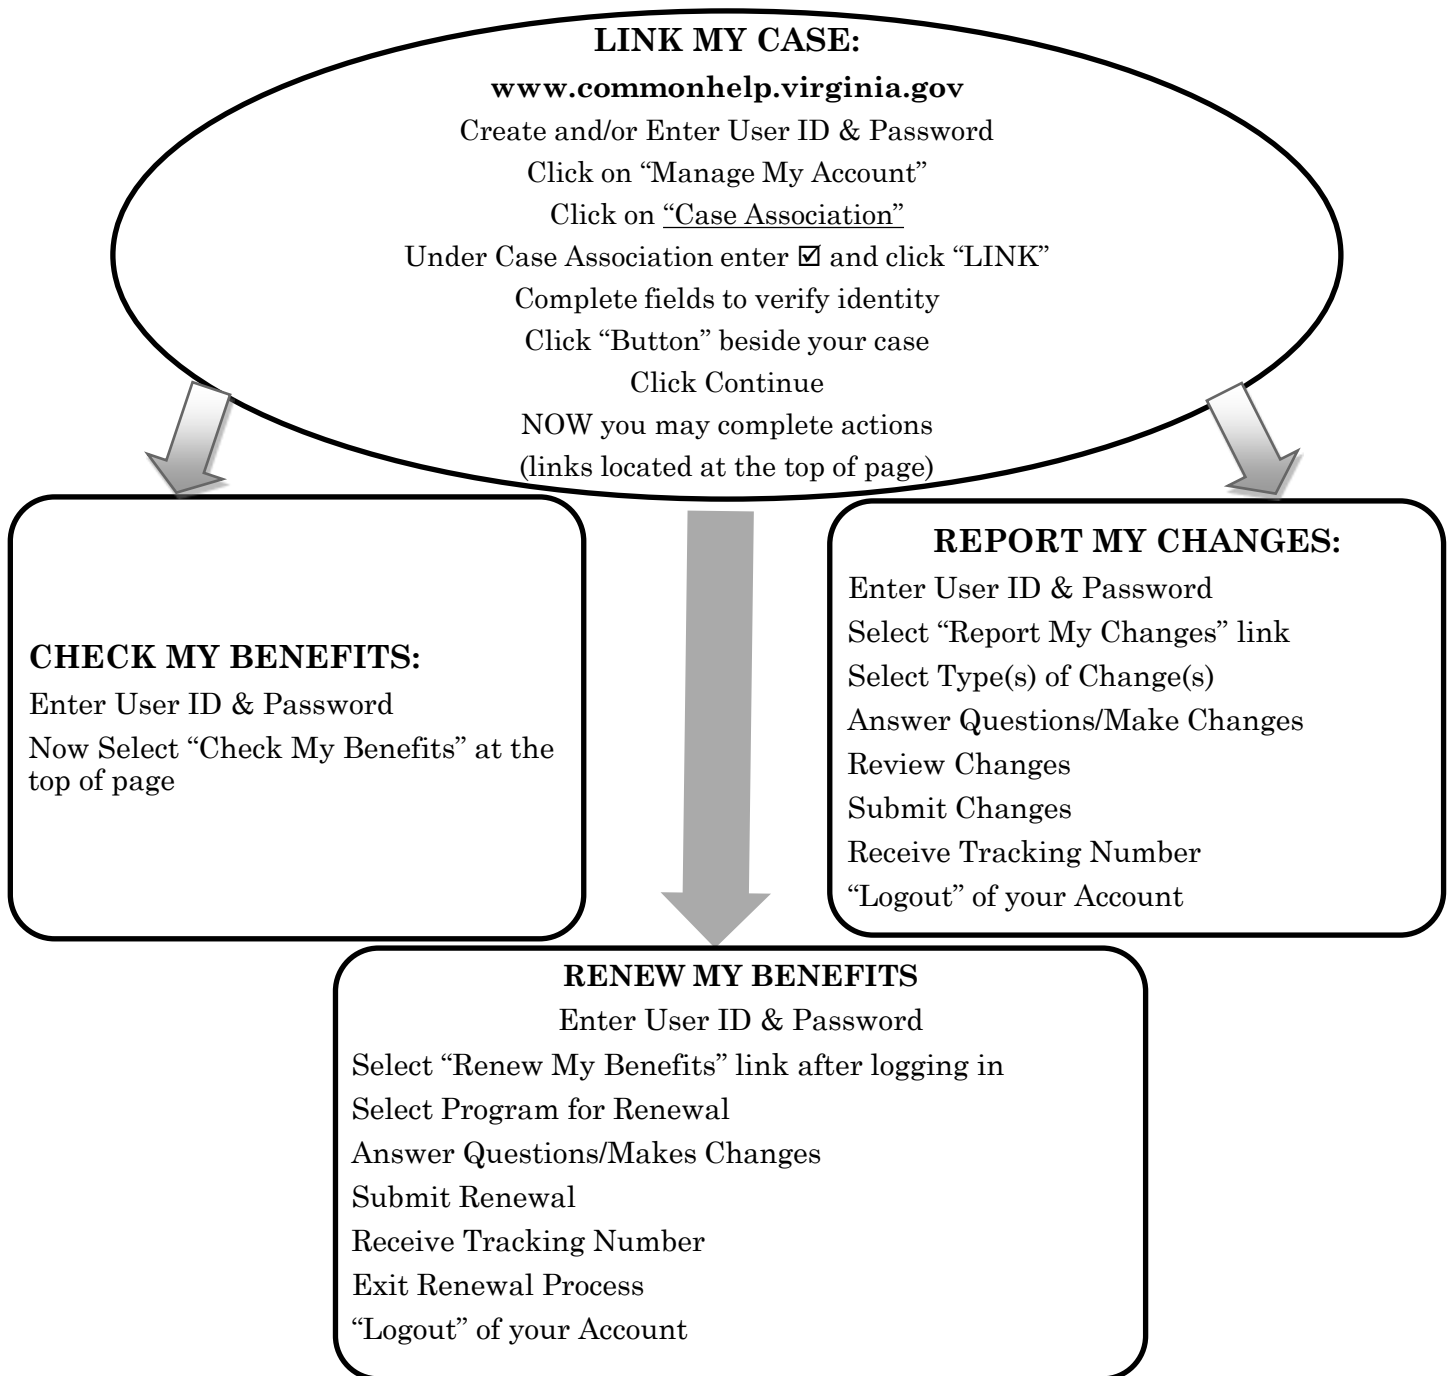 LINK MY CASE:
www.commonhelp.virginia.gov
Create and/or Enter User ID & Password
Click on “Manage My Account”
Click on “Case Association”
Under Case Association enter ☑ and click “LINK”
Complete fields to verify identity
Click “Button” beside your case
Click Continue
NOW you may complete actions
(links located at the top of page)
CHECK MY BENEFITS:
Enter User ID & Password
Now Select “Check My Benefits” at the
top of page
REPORT MY CHANGES:
Enter User ID & Password
Select “Report My Changes” link
Select Type(s) of Change(s)
Answer Questions/Make Changes
Review Changes
Submit Changes
Receive Tracking Number
“Logout” of your Account
RENEW MY BENEFITS
Enter User ID & Password
Select “Renew My Benefits” link after logging in
Select Program for Renewal
Answer Questions/Makes Changes
Submit Renewal
Receive Tracking Number
Exit Renewal Process
“Logout” of your Account